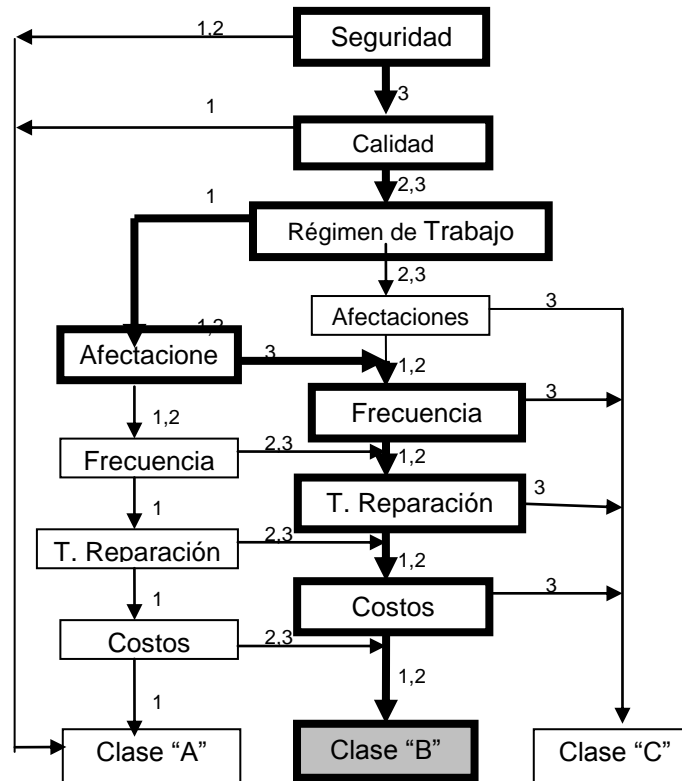 1,2
Seguridad
3
1
Calidad
2,3
1
Régimen de Trabajo
2,3
3
Afectaciones
1,2
Afectacione
3
1,2
3
Frecuencia
1,2
Frecuencia
2,3
1,2
3
T. Reparación
1
T. Reparación
2,3
1,2
3
Costos
1
Costos
2,3
1,2
1
Clase “A”
Clase “B”
Clase “C”